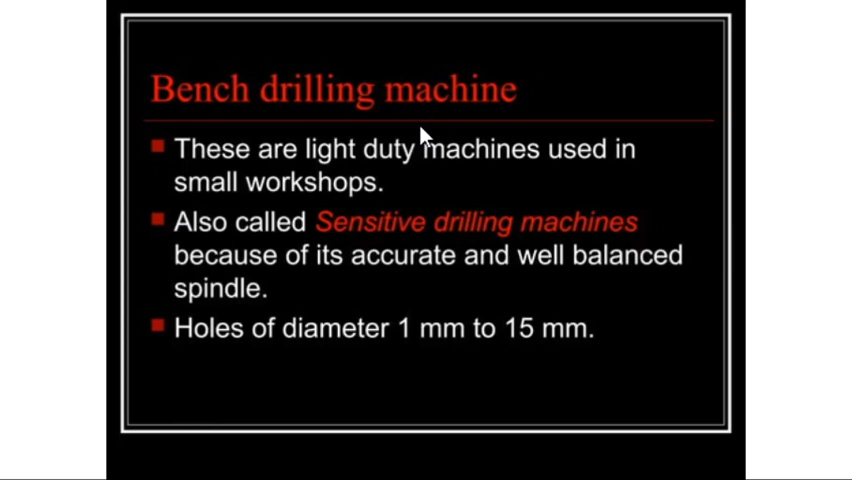 Bench drilling machine
These are light duty machines used in
small workshops.
Also called Sensitive drilling machines
because of its accurate and well balanced
spindle.
Holes of diameter 1 mm to 15 mm.